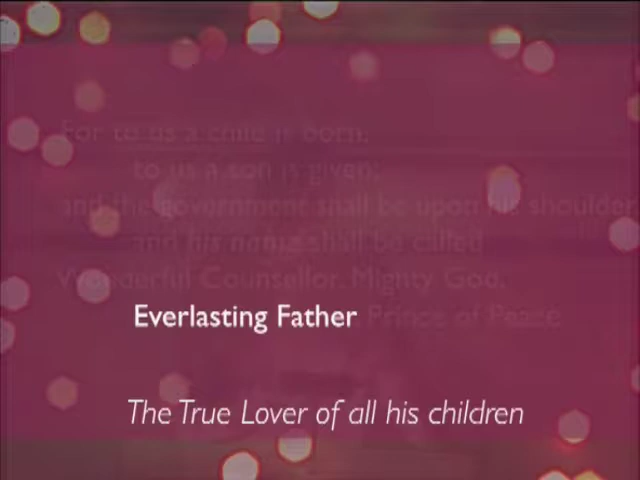 For to us a child is born,
to us a son is given;
and the government shall be upon his shoulder
and his name shall be called
Wonderful Counsellor, Mighty God,
Everlasting Father Prince of Peace
The True Lover of all his children